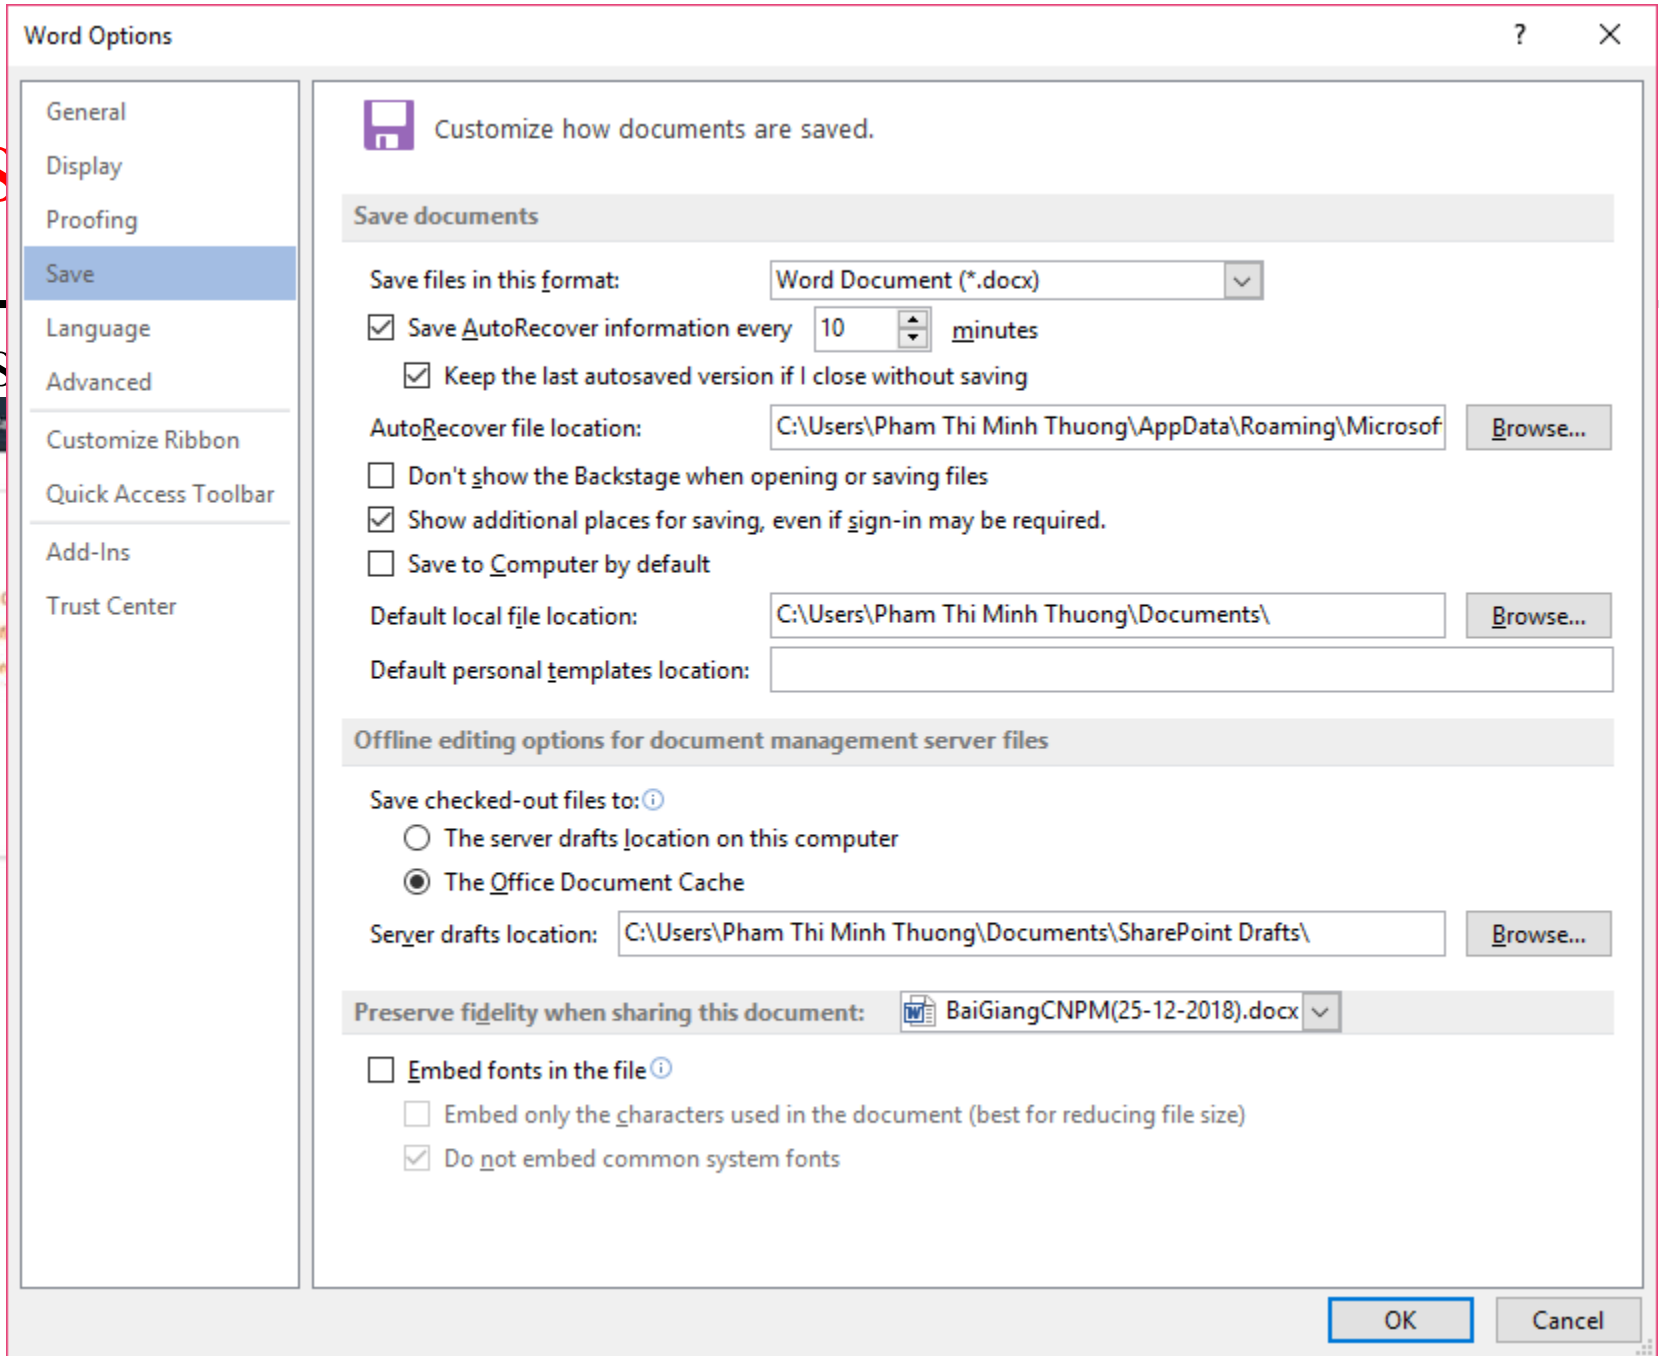 Word Options
General
Display
Proofing
Save
Language
Advanced
Customize Ribbon
Quick Access Toolbar
Add-Ins
Trust Center
Customize how documents are saved.
Save documents
Save files in this format: Word Document (*.docx)
Save AutoRecover information every 10 minutes
Keep the last autosaved version if I close without saving
AutoRecover file location: C:\Users\Pham Thi Minh Thuong\AppData\Roaming\Microsof Browse...
Don't show the Backstage when opening or saving files
Show additional places for saving, even if sign-in may be required.
Save to Computer by default
Default local file location: C:\Users\Pham Thi Minh Thuong\Documents\ Browse...
Default personal templates location:
Offline editing options for document management server files
Save checked-out files to:
The server drafts location on this computer
The Office Document Cache
Server drafts location: C:\Users\Pham Thi Minh Thuong\Documents\SharePoint Drafts\ Browse...
Preserve fidelity when sharing this document: BaiGiangCNPM(25-12-2018).docx
Embed fonts in the file
Embed only the characters used in the document (best for reducing file size)
Do not embed common system fonts
OK Cancel